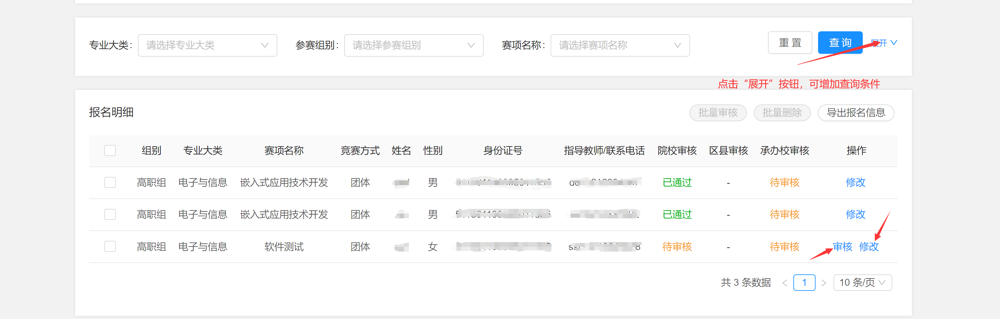 专业大类: 请选择专业大类 参赛组别: 请选择参赛组别 赛项名称: 请选择赛项名称 重 置 查 询 展开
点击“展开”按钮，可增加查询条件
报名明细 批量审核 批量删除 导出报名信息
组别 专业大类 赛项名称 竞赛方式 姓名 性别 身份证号 指导教师/联系电话 院校审核 区县审核 承办校审核 操作
高职组 电子与信息 嵌入式应用技术开发 团体 男 已通过 - 待审核 修改
高职组 电子与信息 嵌入式应用技术开发 团体 男 已通过 - 待审核 修改
高职组 电子与信息 软件测试 团体 女 待审核 - 待审核 审核 修改
共 3 条数据 < 1 > 10 条/页